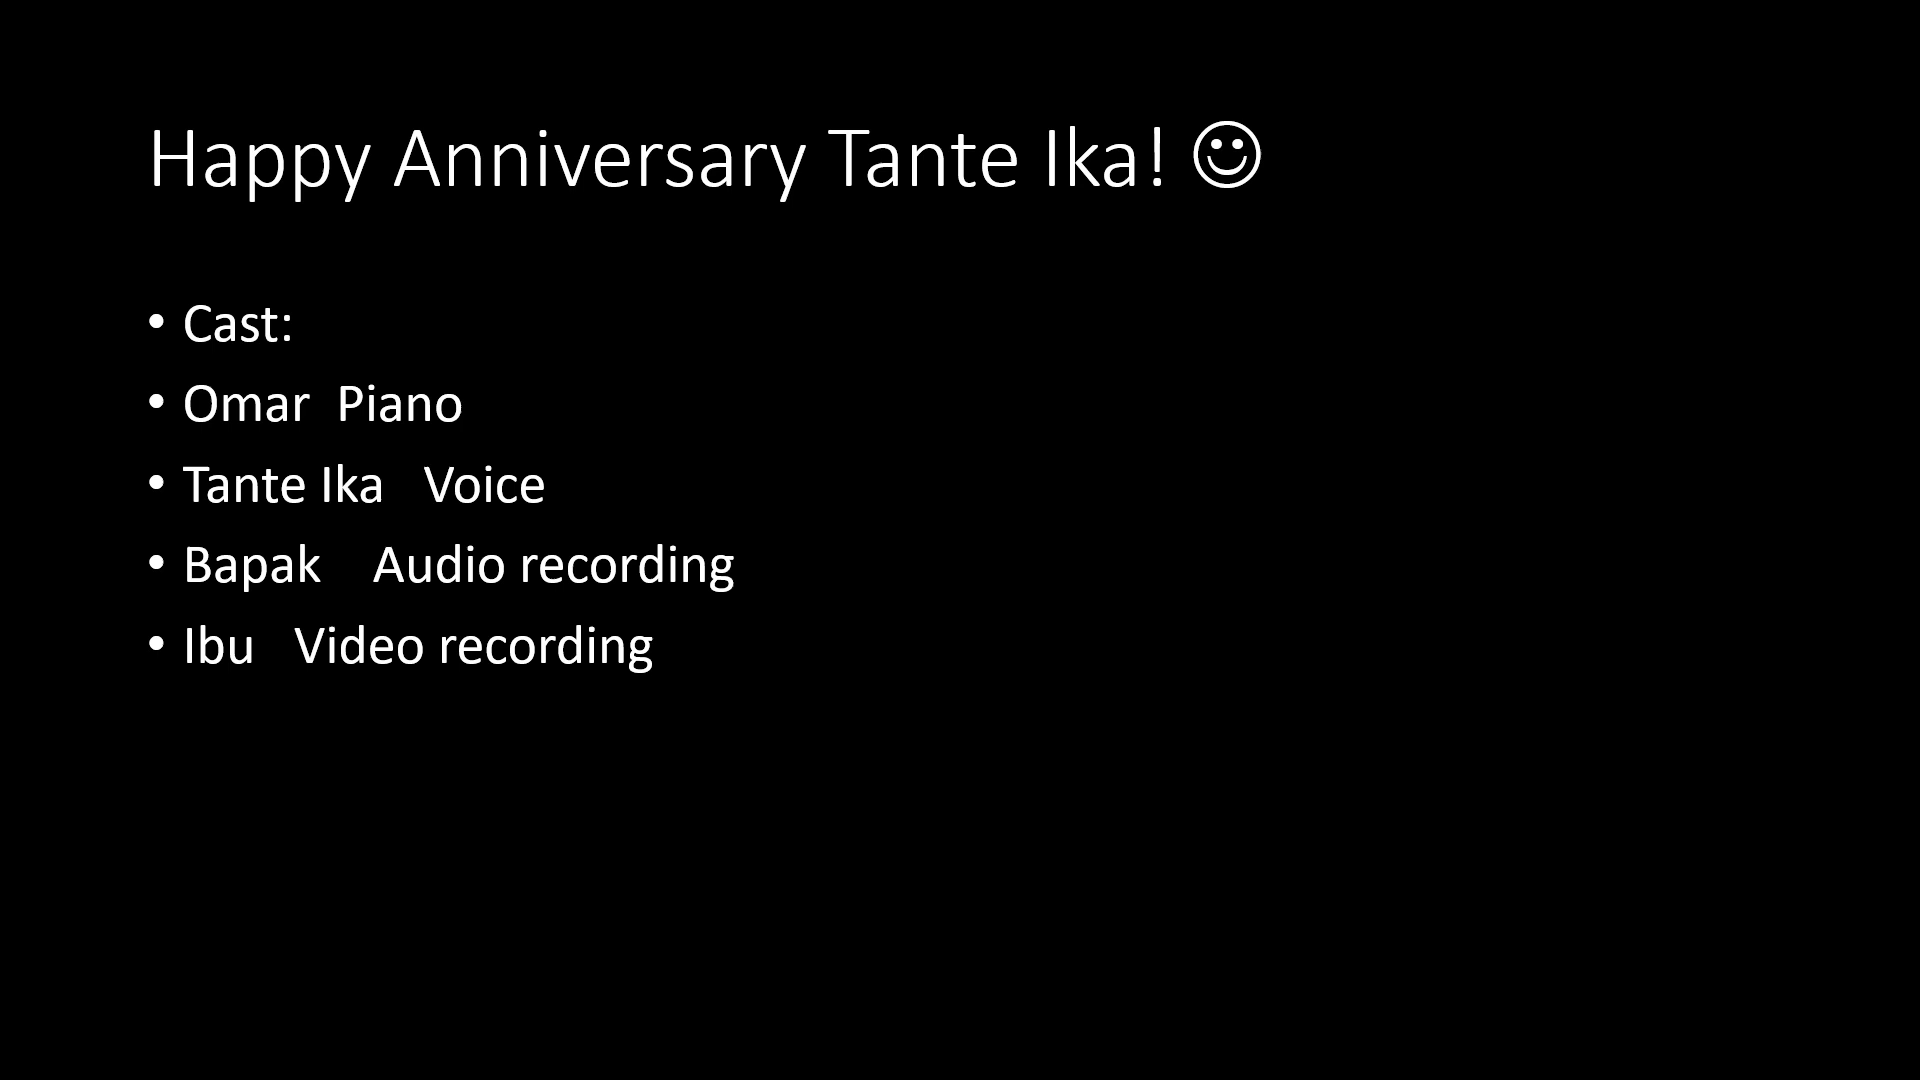 Happy Anniversary Tante Ika! ☺
• Cast:
• Omar  Piano
• Tante Ika   Voice
• Bapak    Audio recording
• Ibu   Video recording